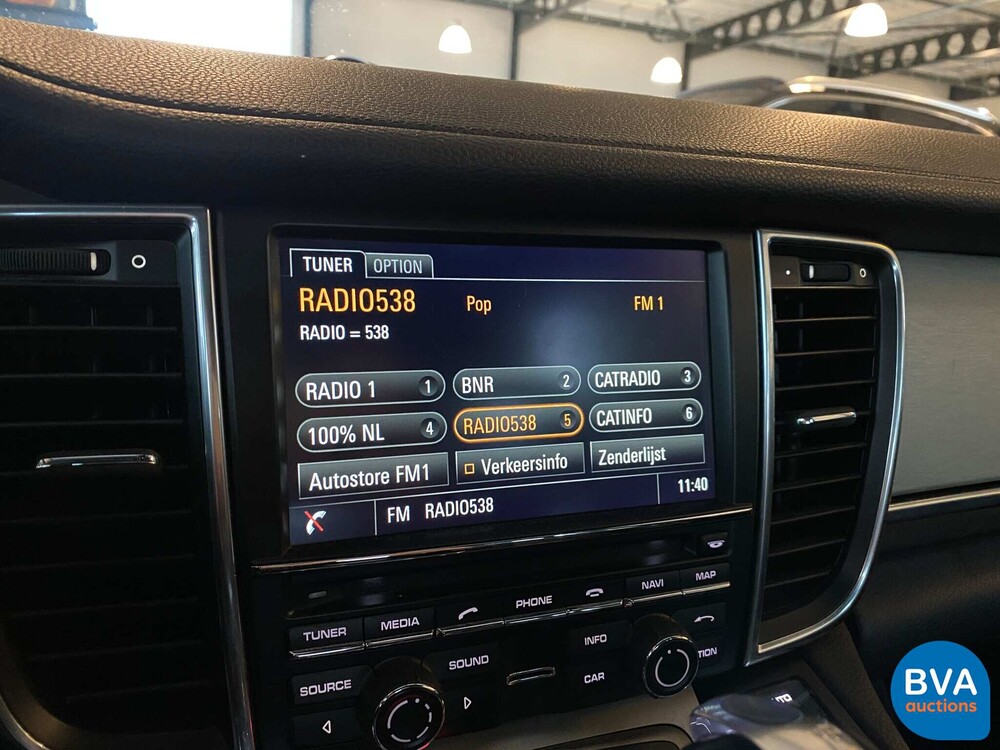 TUNER OPTION
RADIO538 Pop FM 1
RADIO = 538
RADIO 1 1 BNR 2 CATRADIO 3
100% NL 4 RADIO538 5 CATINFO 6
Autostore FM1 Verkeersinfo Zenderlijst
FM RADIO538 11:40
TUNER MEDIA PHONE NAVI MAP
SOURCE SOUND INFO
CAR
BVA
auctions